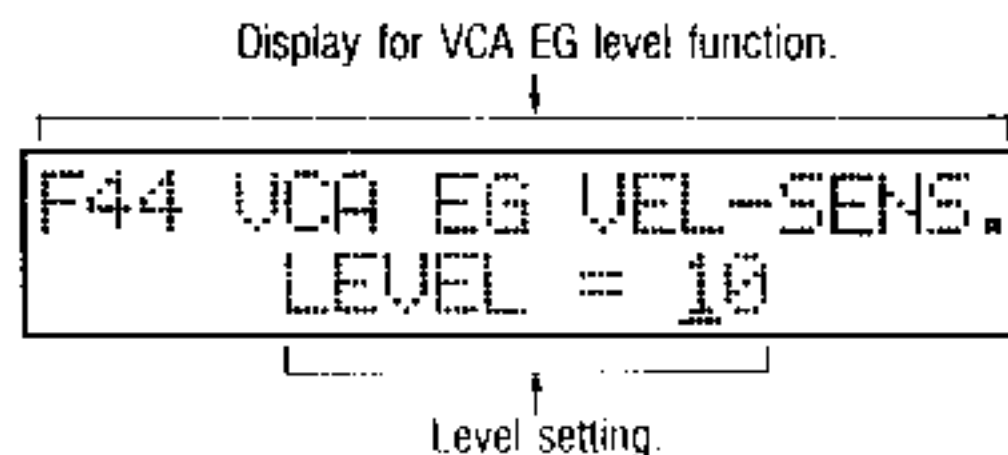 Display for VCA EG level function.
F44 VCA EG VEL-SENS.
LEVEL = 10
Level setting.